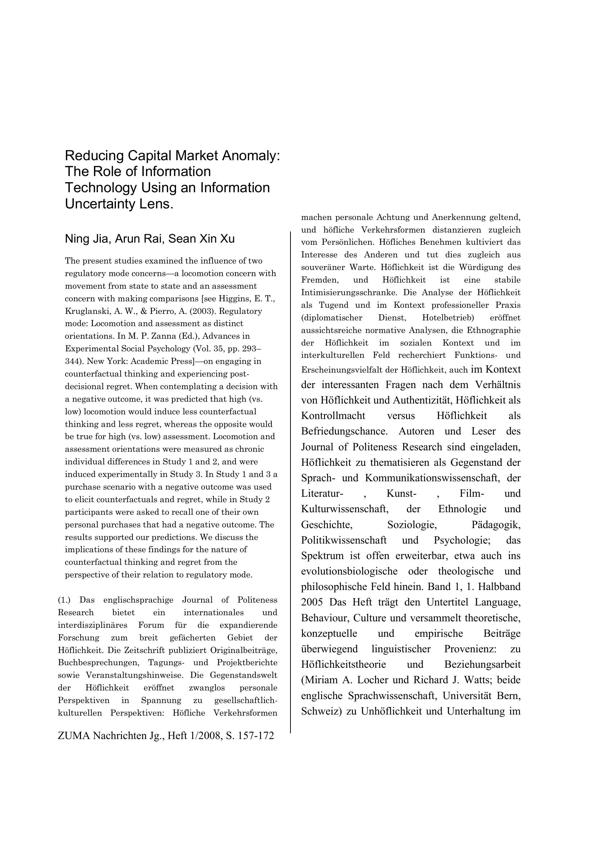 Reducing Capital Market Anomaly:
The Role of Information
Technology Using an Information
Uncertainty Lens.
Ning Jia, Arun Rai, Sean Xin Xu
The present studies examined the influence of two
regulatory mode concerns—a locomotion concern with
movement from state to state and an assessment
concern with making comparisons [see Higgins, E. T.,
Kruglanski, A. W., & Pierro, A. (2003). Regulatory
mode: Locomotion and assessment as distinct
orientations. In M. P. Zanna (Ed.), Advances in
Experimental Social Psychology (Vol. 35, pp. 293–
344). New York: Academic Press]—on engaging in
counterfactual thinking and experiencing post-
decisional regret. When contemplating a decision with
a negative outcome, it was predicted that high (vs.
low) locomotion would induce less counterfactual
thinking and less regret, whereas the opposite would
be true for high (vs. low) assessment. Locomotion and
assessment orientations were measured as chronic
individual differences in Study 1 and 2, and were
induced experimentally in Study 3. In Study 1 and 3 a
purchase scenario with a negative outcome was used
to elicit counterfactuals and regret, while in Study 2
participants were asked to recall one of their own
personal purchases that had a negative outcome. The
results supported our predictions. We discuss the
implications of these findings for the nature of
counterfactual thinking and regret from the
perspective of their relation to regulatory mode.
(1.) Das englischsprachige Journal of Politeness
Research bietet ein internationales und
interdisziplinäres Forum für die expandierende
Forschung zum breit gefächerten Gebiet der
Höflichkeit. Die Zeitschrift publiziert Originalbeiträge,
Buchbesprechungen, Tagungs- und Projektberichte
sowie Veranstaltungshinweise. Die Gegenstandswelt
der Höflichkeit eröffnet zwanglos personale
Perspektiven in Spannung zu gesellschaftlich-
kulturellen Perspektiven: Höfliche Verkehrsformen
machen personale Achtung und Anerkennung geltend,
und höfliche Verkehrsformen distanzieren zugleich
vom Persönlichen. Höfliches Benehmen kultiviert das
Interesse des Anderen und tut dies zugleich aus
souveräner Warte. Höflichkeit ist die Würdigung des
Fremden, und Höflichkeit ist eine stabile
Intimisierungsschranke. Die Analyse der Höflichkeit
als Tugend und im Kontext professioneller Praxis
(diplomatischer Dienst, Hotelbetrieb) eröffnet
aussichtsreiche normative Analysen, die Ethnographie
der Höflichkeit im sozialen Kontext und im
interkulturellen Feld recherchiert Funktions- und
Erscheinungsvielfalt der Höflichkeit, auch im Kontext
der interessanten Fragen nach dem Verhältnis
von Höflichkeit und Authentizität, Höflichkeit als
Kontrollmacht versus Höflichkeit als
Befriedungschance. Autoren und Leser des
Journal of Politeness Research sind eingeladen,
Höflichkeit zu thematisieren als Gegenstand der
Sprach- und Kommunikationswissenschaft, der
Literatur- , Kunst- , Film- und
Kulturwissenschaft, der Ethnologie und
Geschichte, Soziologie, Pädagogik,
Politikwissenschaft und Psychologie; das
Spektrum ist offen erweiterbar, etwa auch ins
evolutionsbiologische oder theologische und
philosophische Feld hinein. Band 1, 1. Halbband
2005 Das Heft trägt den Untertitel Language,
Behaviour, Culture und versammelt theoretische,
konzeptuelle und empirische Beiträge
überwiegend linguistischer Provenienz: zu
Höflichkeitstheorie und Beziehungsarbeit
(Miriam A. Locher und Richard J. Watts; beide
englische Sprachwissenschaft, Universität Bern,
Schweiz) zu Unhöflichkeit und Unterhaltung im
ZUMA Nachrichten Jg., Heft 1/2008, S. 157-172